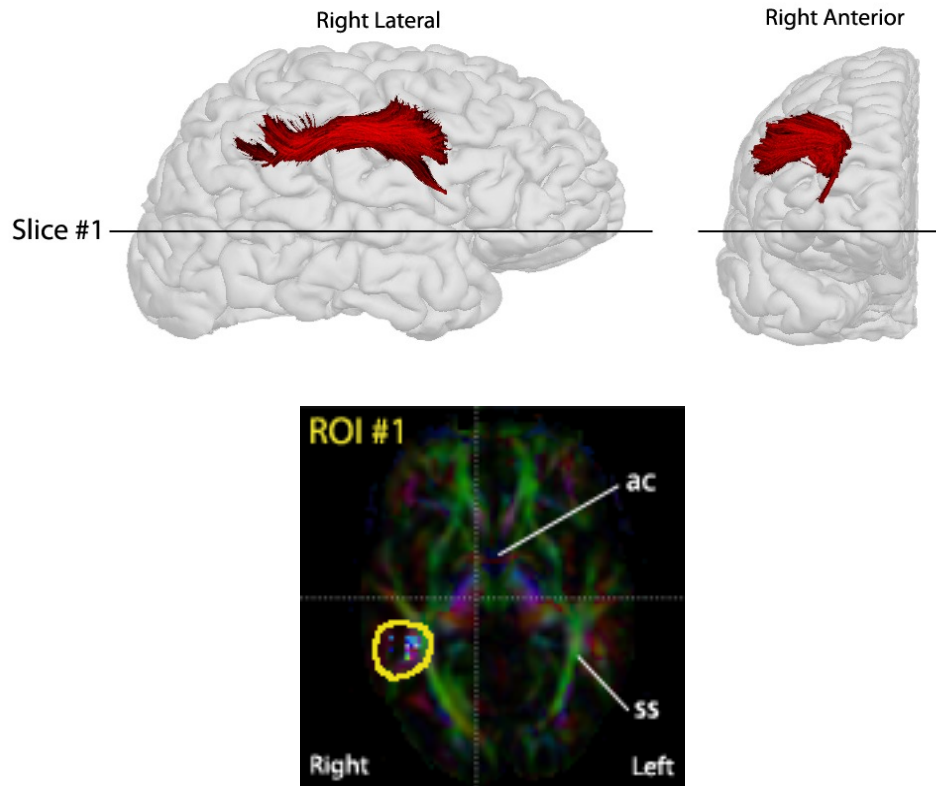 Right Lateral
Right Anterior
Slice #1
ROI #1
ac
ss
Right
Left